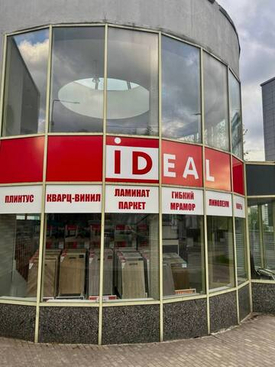 iDEAL
ПЛИНТУС
КВАРЦ-ВИНИЛ
ЛАМИНАТ
ПАРКЕТ
ГИБКИЙ
МРАМОР
ЛИНОЛЕУМ